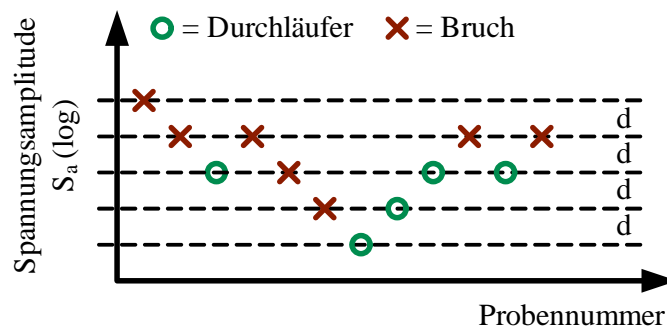 = Durchläufer = Bruch
Spannungsamplitude
Sₐ (log)
d
d
d
d
Probennummer